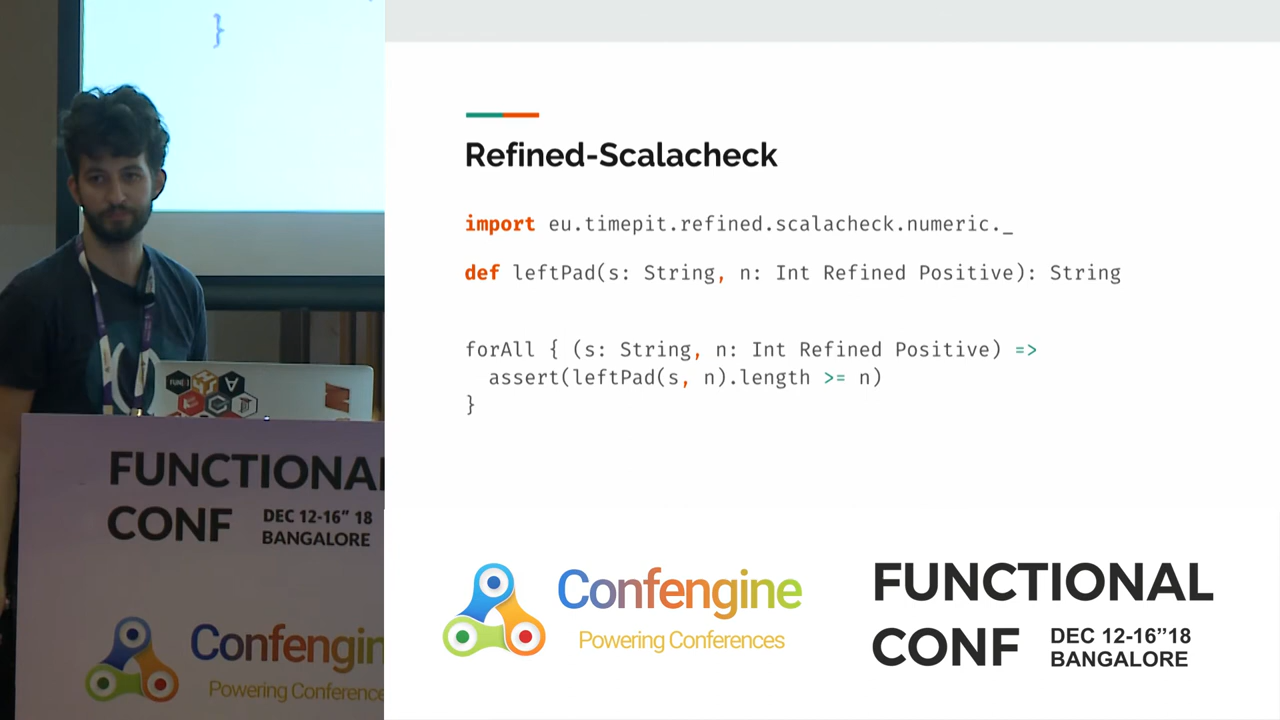 }
FUNCTIONAL
CONF DEC 12-16” 18
BANGALORE
Confengin
Powering Conference
Refined-Scalacheck
import eu.timepit.refined.scalacheck.numeric._
def leftPad(s: String, n: Int Refined Positive): String
forAll { (s: String, n: Int Refined Positive) =>
assert(leftPad(s, n).length >= n)
}
Confengine
Powering Conferences
FUNCTIONAL
CONF DEC 12-16”18
BANGALORE